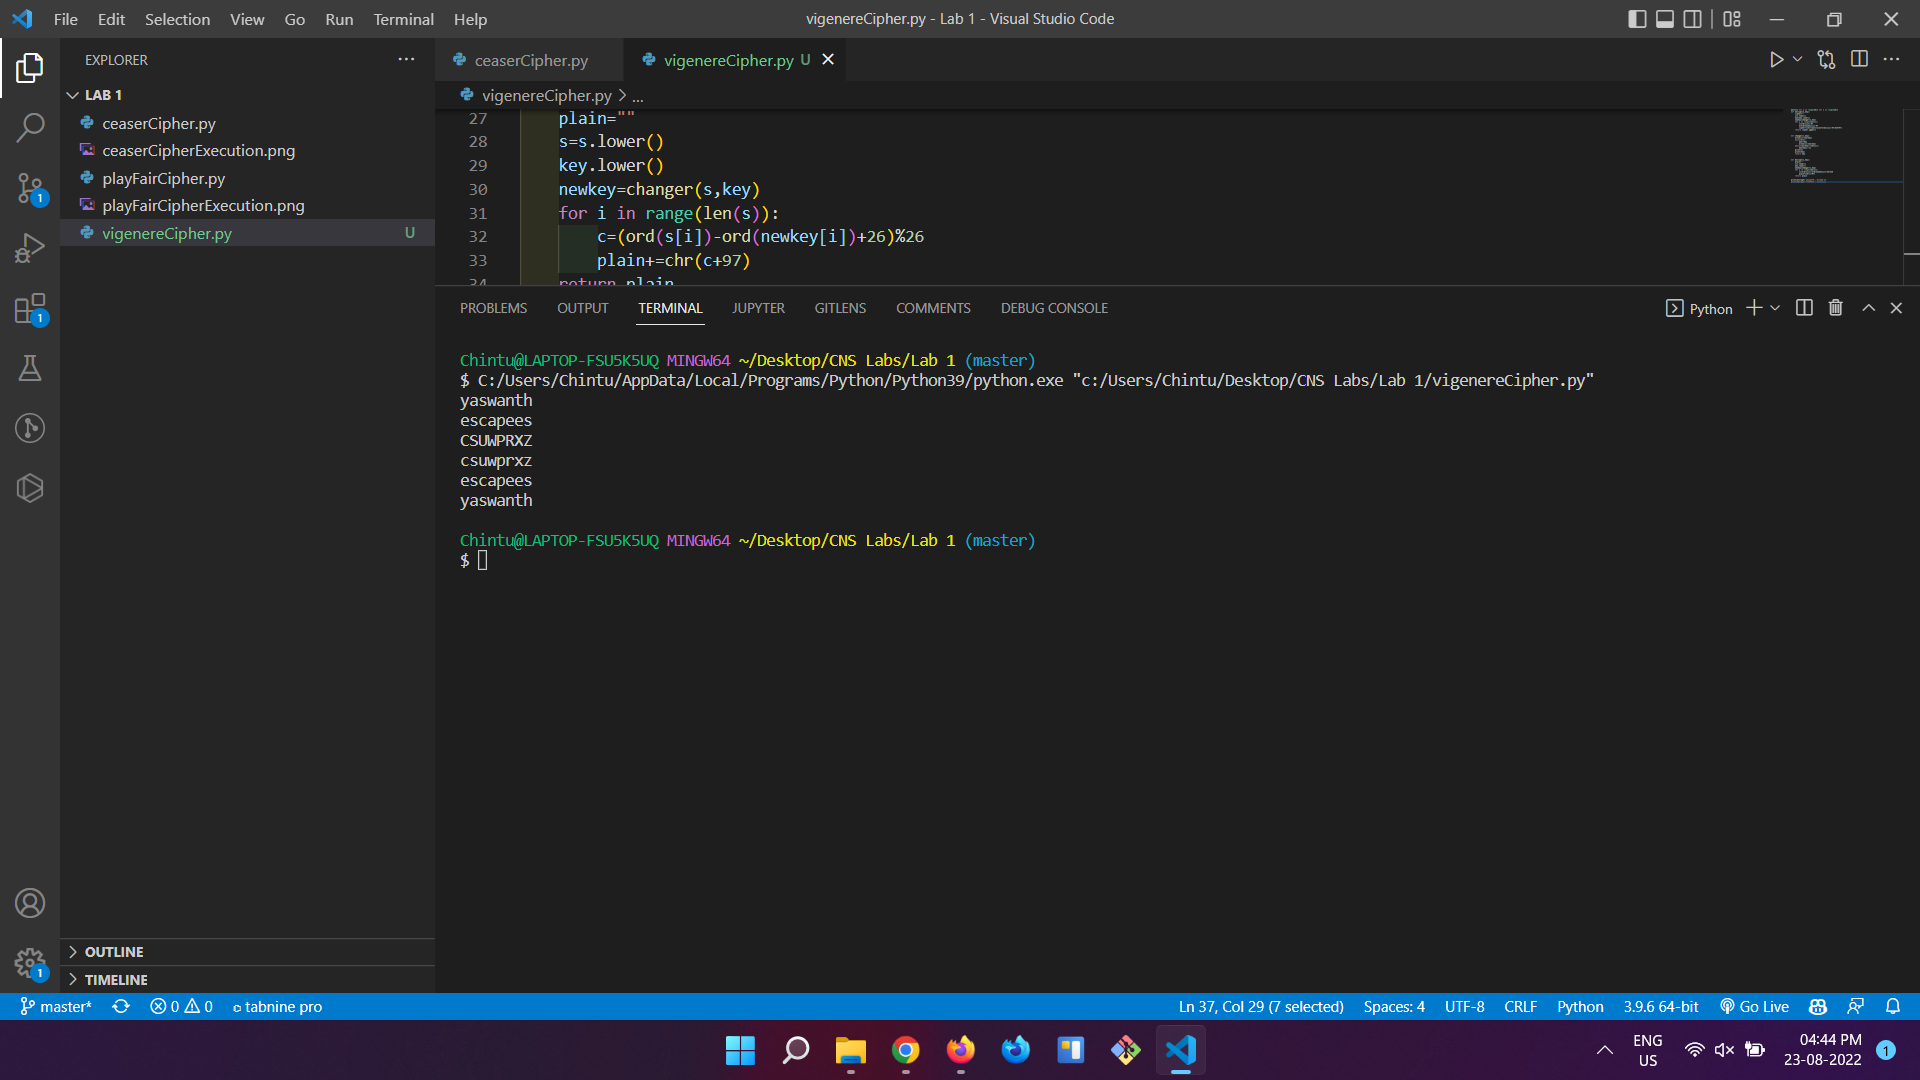 File Edit Selection View Go Run Terminal Help
vigenereCipher.py - Lab 1 - Visual Studio Code
EXPLORER
LAB 1
ceaserCipher.py
ceaserCipherExecution.png
playFairCipher.py
playFairCipherExecution.png
vigenereCipher.py U
OUTLINE
TIMELINE
1
1
1
ceaserCipher.py
vigenereCipher.py U
vigenereCipher.py > ...
27 plain=""
28 s=s.lower()
29 key.lower()
30 newkey=changer(s,key)
31 for i in range(len(s)):
32 c=(ord(s[i])-ord(newkey[i])+26)%26
33 plain+=chr(c+97)
34 return plain
PROBLEMS OUTPUT TERMINAL JUPYTER GITLENS COMMENTS DEBUG CONSOLE
Python
Chintu@LAPTOP-FSU5K5UQ MINGW64 ~/Desktop/CNS Labs/Lab 1 (master)
$ C:/Users/Chintu/AppData/Local/Programs/Python/Python39/python.exe "c:/Users/Chintu/Desktop/CNS Labs/Lab 1/vigenereCipher.py"
yaswanth
escapees
CSUWPRXZ
csuwprxz
escapees
yaswanth
Chintu@LAPTOP-FSU5K5UQ MINGW64 ~/Desktop/CNS Labs/Lab 1 (master)
$
master* 0 0 tabnine pro
Ln 37, Col 29 (7 selected) Spaces: 4 UTF-8 CRLF Python 3.9.6 64-bit Go Live
ENG
US
04:44 PM
23-08-2022
1